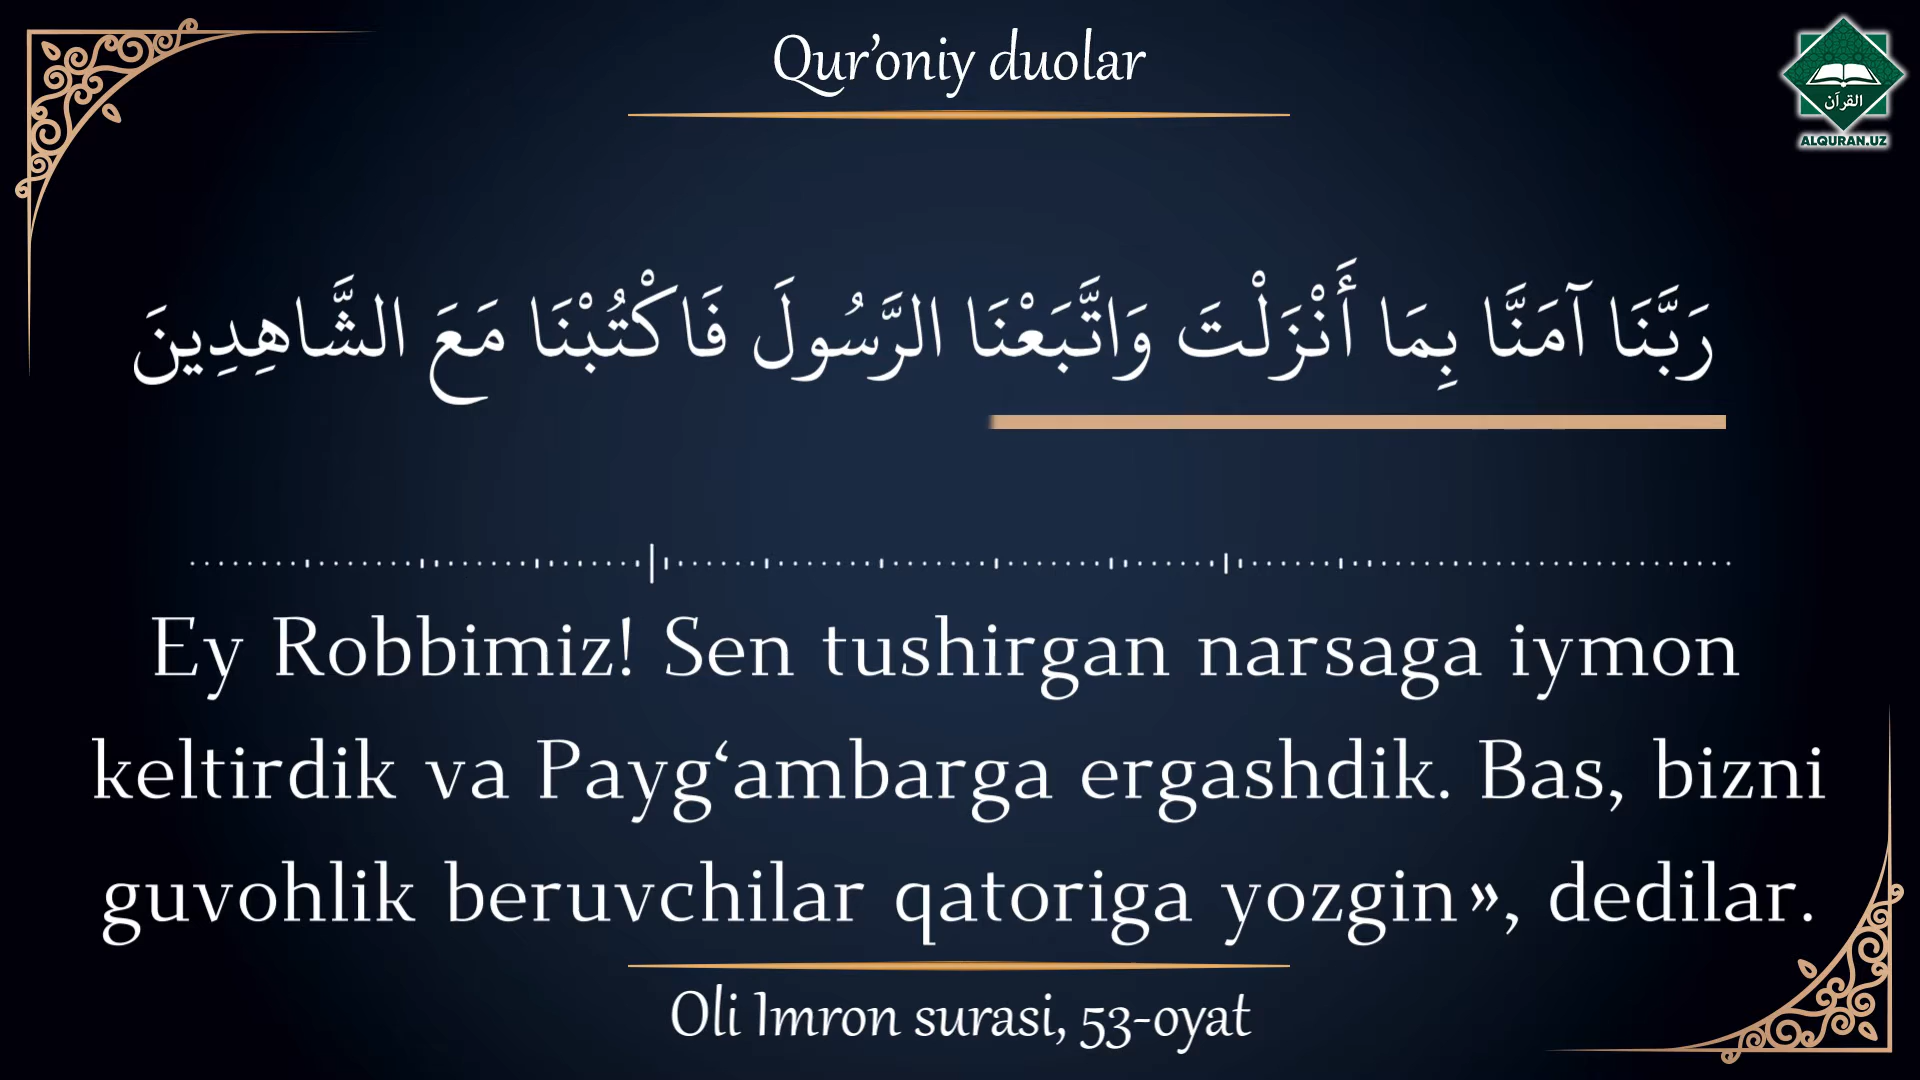 Qur’oniy duolar
القرآن
ALQURAN.UZ
رَبَّنَا آمَنَّا بِمَا أَنْزَلْتَ وَاتَّبَعْنَا الرَّسُولَ فَاكْتُبْنَا مَعَ الشَّاهِدِينَ
Ey Robbimiz! Sen tushirgan narsaga iymon
keltirdik va Payg‘ambarga ergashdik. Bas, bizni
guvohlik beruvchilar qatoriga yozgin», dedilar.
Oli Imron surasi, 53-oyat